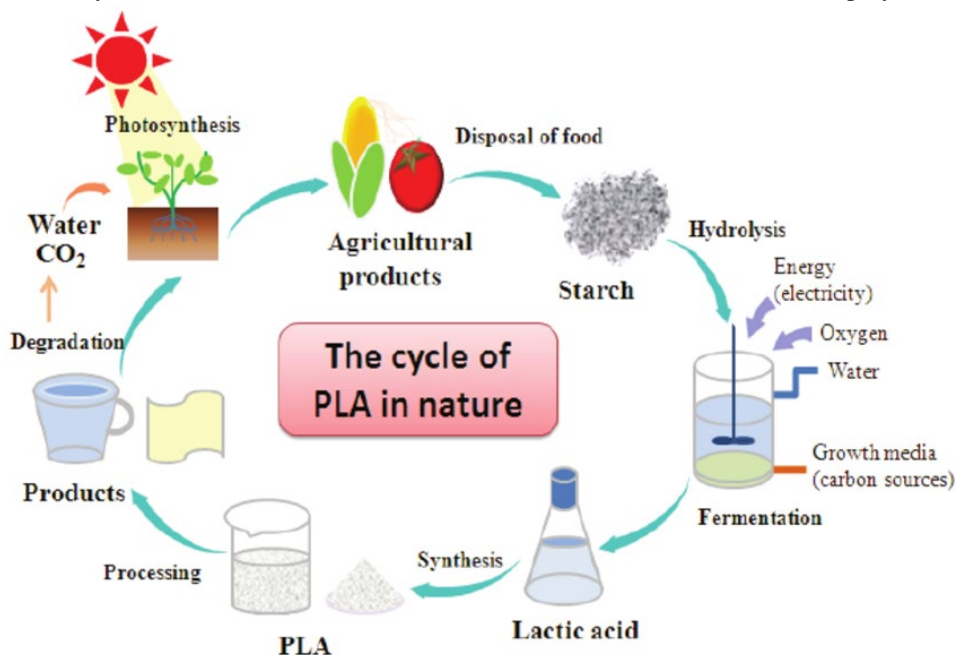 Photosynthesis
Disposal of food
Water
CO₂
Agricultural
products
Hydrolysis
Starch
Energy
(electricity)
Oxygen
Water
Degradation
The cycle of
PLA in nature
Growth media
(carbon sources)
Products
Fermentation
Processing
Synthesis
Lactic acid
PLA